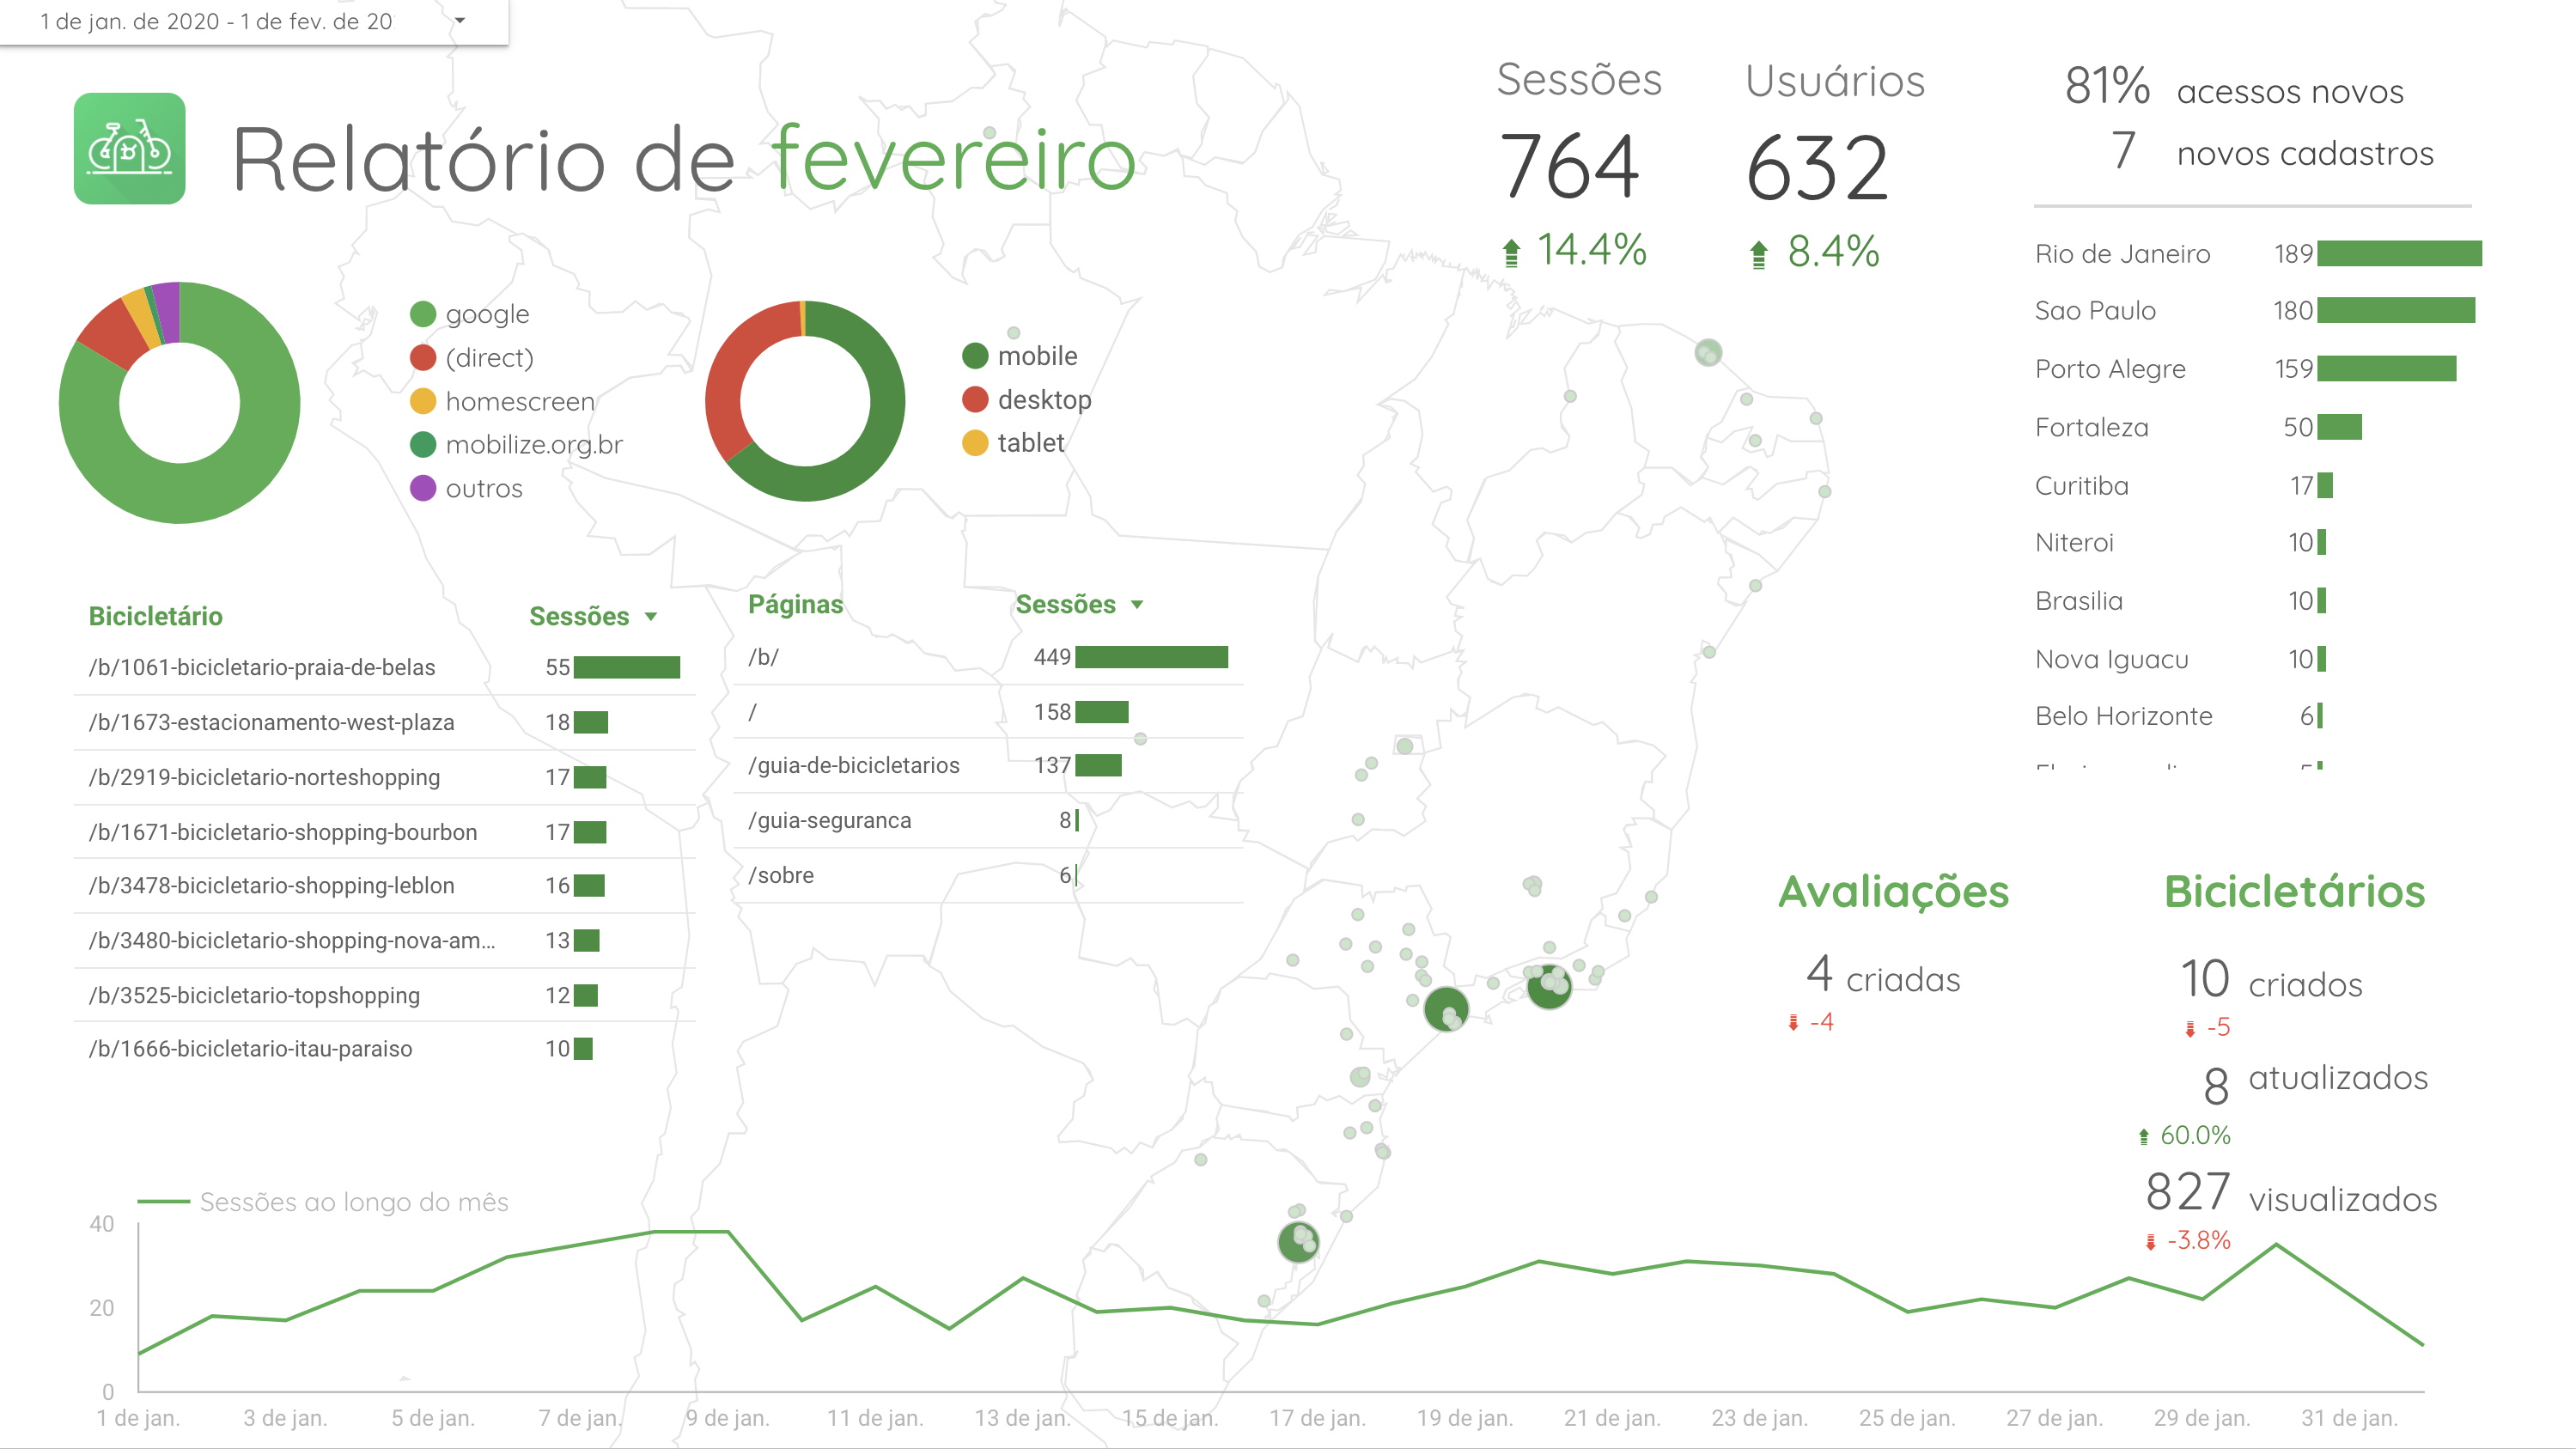 1 de jan. de 2020 - 1 de fev. de 20
Relatório de fevereiro
Sessões
764
14.4%
Usuários
632
8.4%
81% acessos novos
7 novos cadastros
google
(direct)
homescreen
mobilize.org.br
outros
mobile
desktop
tablet
Rio de Janeiro 189
Sao Paulo 180
Porto Alegre 159
Fortaleza 50
Curitiba 17
Niteroi 10
Brasilia 10
Nova Iguacu 10
Belo Horizonte 6
Bicicletário Sessões
/b/1061-bicicletario-praia-de-belas 55
/b/1673-estacionamento-west-plaza 18
/b/2919-bicicletario-norteshopping 17
/b/1671-bicicletario-shopping-bourbon 17
/b/3478-bicicletario-shopping-leblon 16
/b/3480-bicicletario-shopping-nova-am... 13
/b/3525-bicicletario-topshopping 12
/b/1666-bicicletario-itau-paraiso 10
Páginas Sessões
/b/ 449
/ 158
/guia-de-bicicletarios 137
/guia-seguranca 8
/sobre 6
Avaliações
4 criadas
-4
Bicicletários
10 criados
-5
8 atualizados
60.0%
827 visualizados
-3.8%
Sessões ao longo do mês
40
20
0
1 de jan. 3 de jan. 5 de jan. 7 de jan. 9 de jan. 11 de jan. 13 de jan. 15 de jan. 17 de jan. 19 de jan. 21 de jan. 23 de jan. 25 de jan. 27 de jan. 29 de jan. 31 de jan.